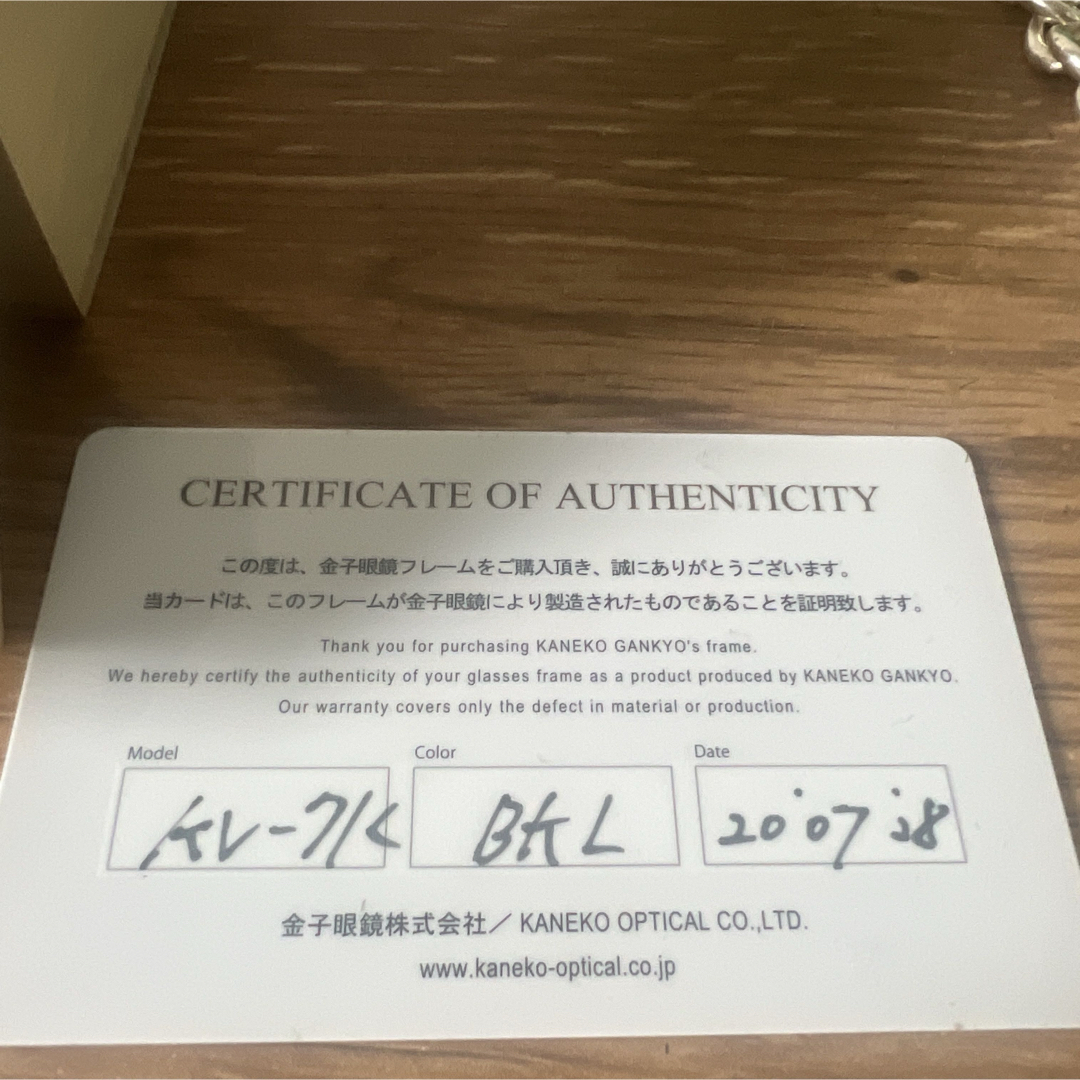 CERTIFICATE OF AUTHENTICITY
この度は、金子眼鏡フレームをご購入頂き、誠にありがとうございます。
当カードは、このフレームが金子眼鏡により製造されたものであることを証明致します。
Thank you for purchasing KANEKO GANKYO's frame.
We hereby certify the authenticity of your glasses frame as a product produced by KANEKO GANKYO.
Our warranty covers only the defect in material or production.
Model Color Date
KV-71K BKL 20'07'28
金子眼鏡株式会社／KANEKO OPTICAL CO.,LTD.
www.kaneko-optical.co.jp